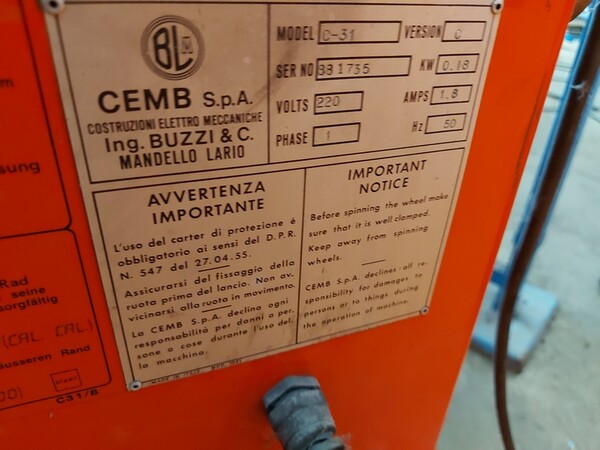 BL M
CEMB S.p.A.
COSTRUZIONI ELETTRO MECCANICHE
Ing. BUZZI & C.
MANDELLO LARIO
MODEL C-31 VERSION C
SER NO 331735 KW 0.18
VOLTS 220 AMPS 1.8
PHASE 1 Hz 50
AVVERTENZA
IMPORTANTE
L'uso del carter di protezione è
obbligatorio ai sensi del D.P.R.
N. 547 del 27.04.55.
Assicurarsi del fissaggio della
ruota prima del lancio. Non av.
vicinarsi alla ruota in movimento.
La CEMB S.P.A. declina ogni
responsabilità per danni a per.
sone o cose durante l'uso del.
la macchina.
IMPORTANT
NOTICE
Before spinning the wheel make
sure that it is well clamped.
Keep away from spinning
wheels.
CEMB S.p.A. declines all re-
sponsibility for damages to
persons or to things during
the operation of machine.
MADE IN ITALY
sung
Rad
seine
sorgfältig
(CAL. CAL.)
äusseren Rand
C31/B